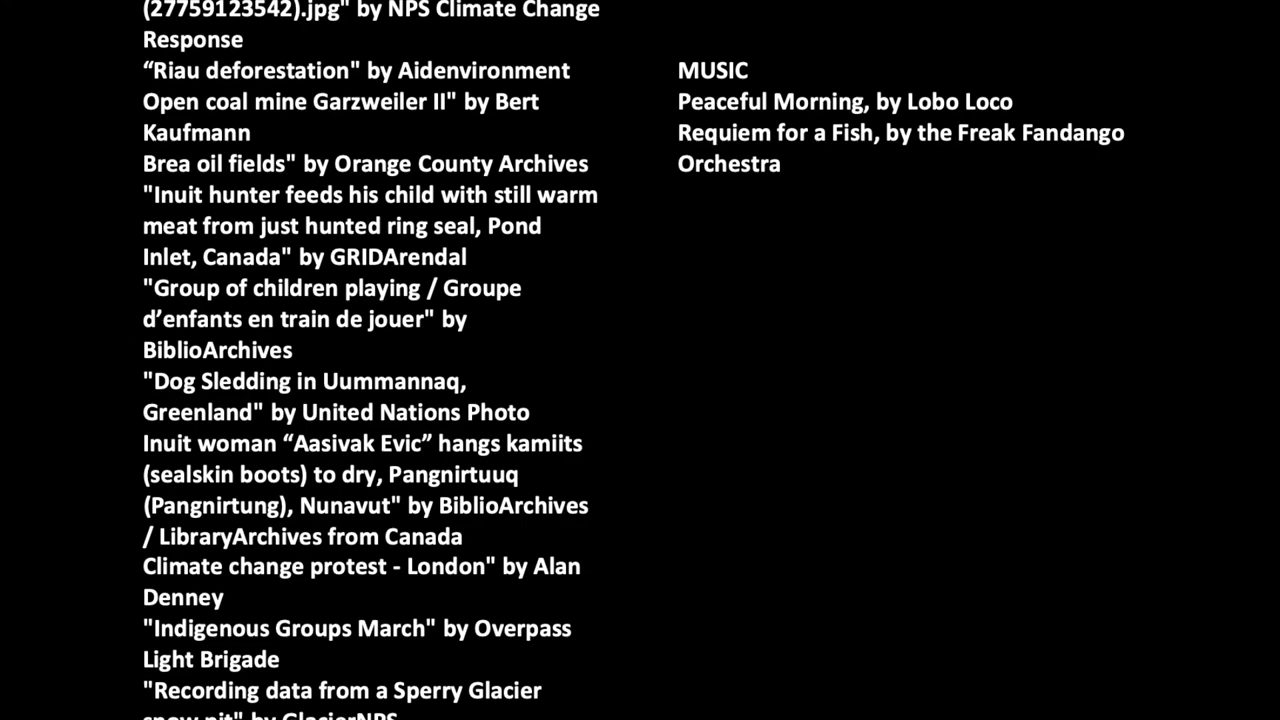 (27759123542).jpg" by NPS Climate Change
Response
“Riau deforestation" by Aidenvironment
Open coal mine Garzweiler II" by Bert
Kaufmann
Brea oil fields" by Orange County Archives
"Inuit hunter feeds his child with still warm
meat from just hunted ring seal, Pond
Inlet, Canada" by GRIDArendal
"Group of children playing / Groupe
d’enfants en train de jouer" by
BiblioArchives
"Dog Sledding in Uummannaq,
Greenland" by United Nations Photo
Inuit woman “Aasivak Evic” hangs kamiits
(sealskin boots) to dry, Pangnirtuuq
(Pangnirtung), Nunavut" by BiblioArchives
/ LibraryArchives from Canada
Climate change protest - London" by Alan
Denney
"Indigenous Groups March" by Overpass
Light Brigade
"Recording data from a Sperry Glacier
snow pit" by GlacierNPS
MUSIC
Peaceful Morning, by Lobo Loco
Requiem for a Fish, by the Freak Fandango
Orchestra